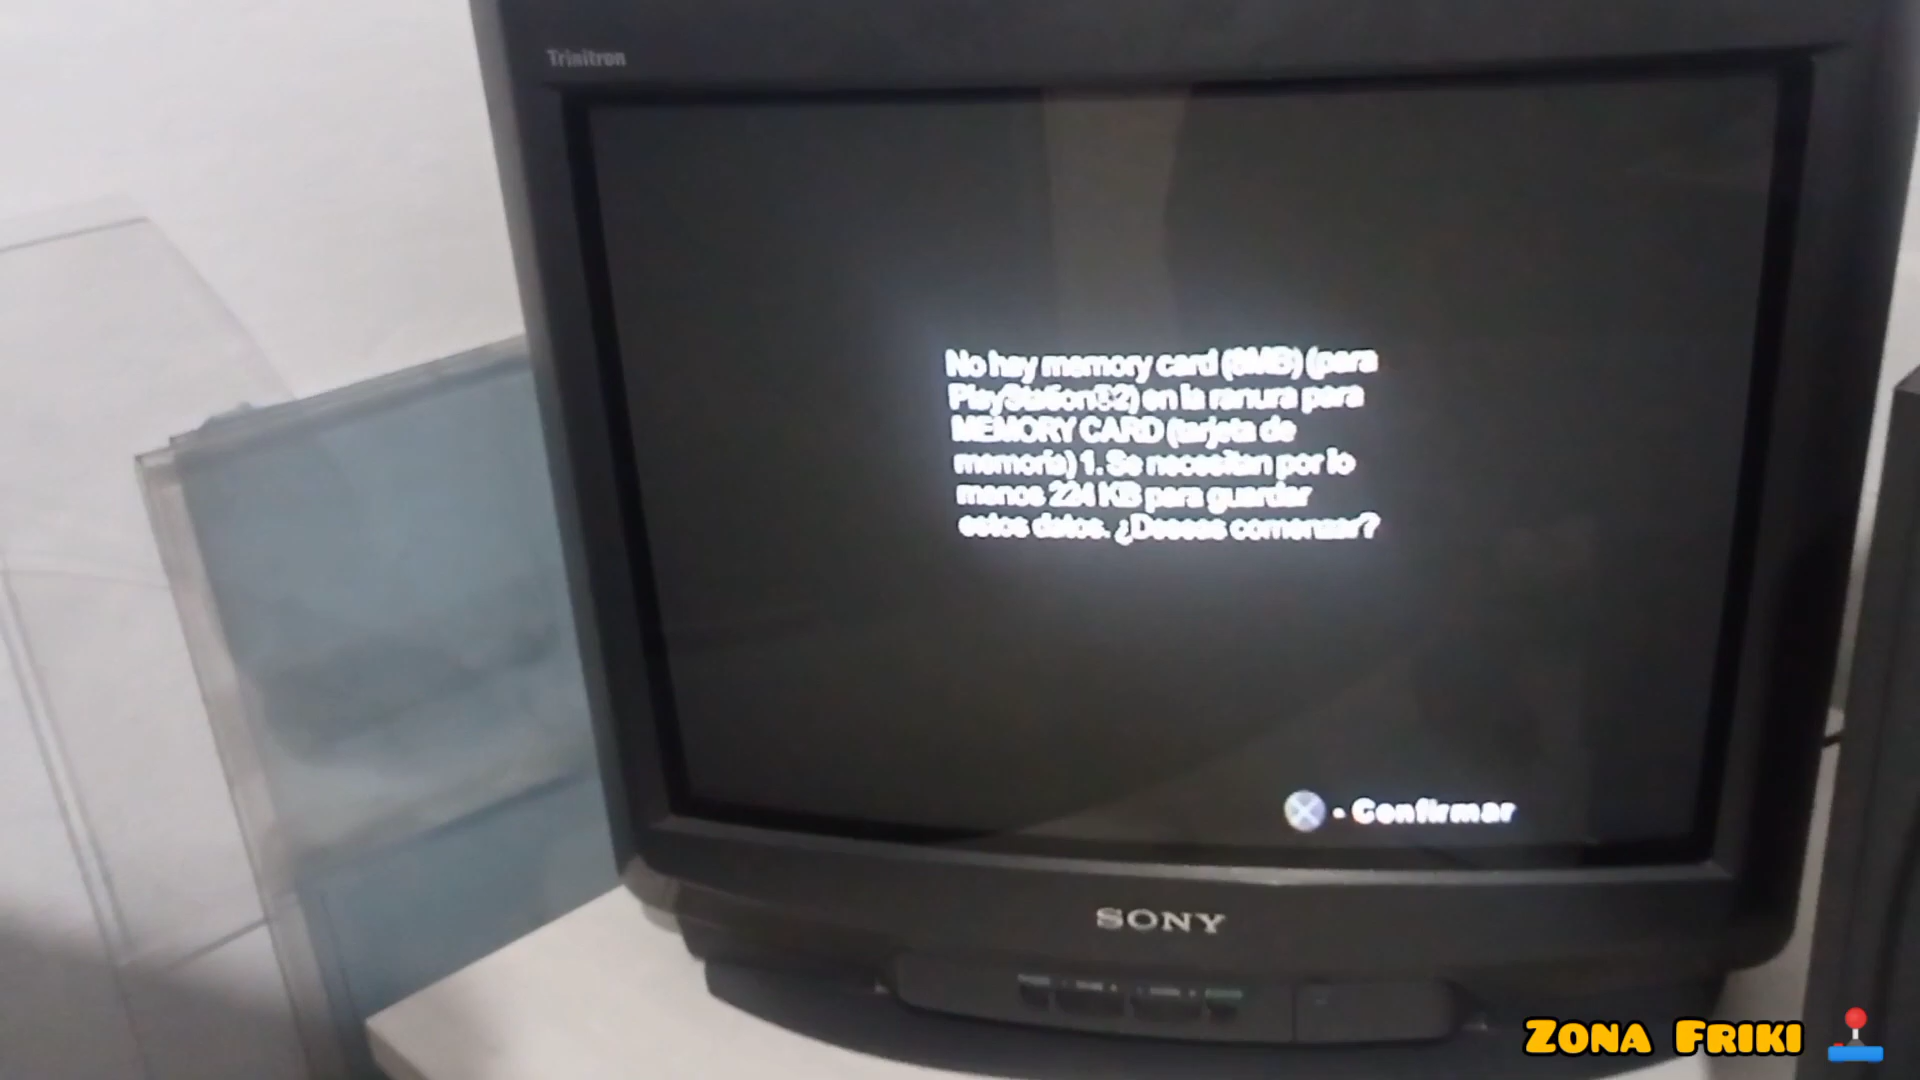 Trinitron
No hay memory card (8MB) (para
PlayStation®2) en la ranura para
MEMORY CARD (tarjeta de
memoria) 1. Se necesitan por lo
menos 224 KB para guardar
estos datos. ¿Deseas comenzar?
- Confirmar
SONY
ZONA FRIKI